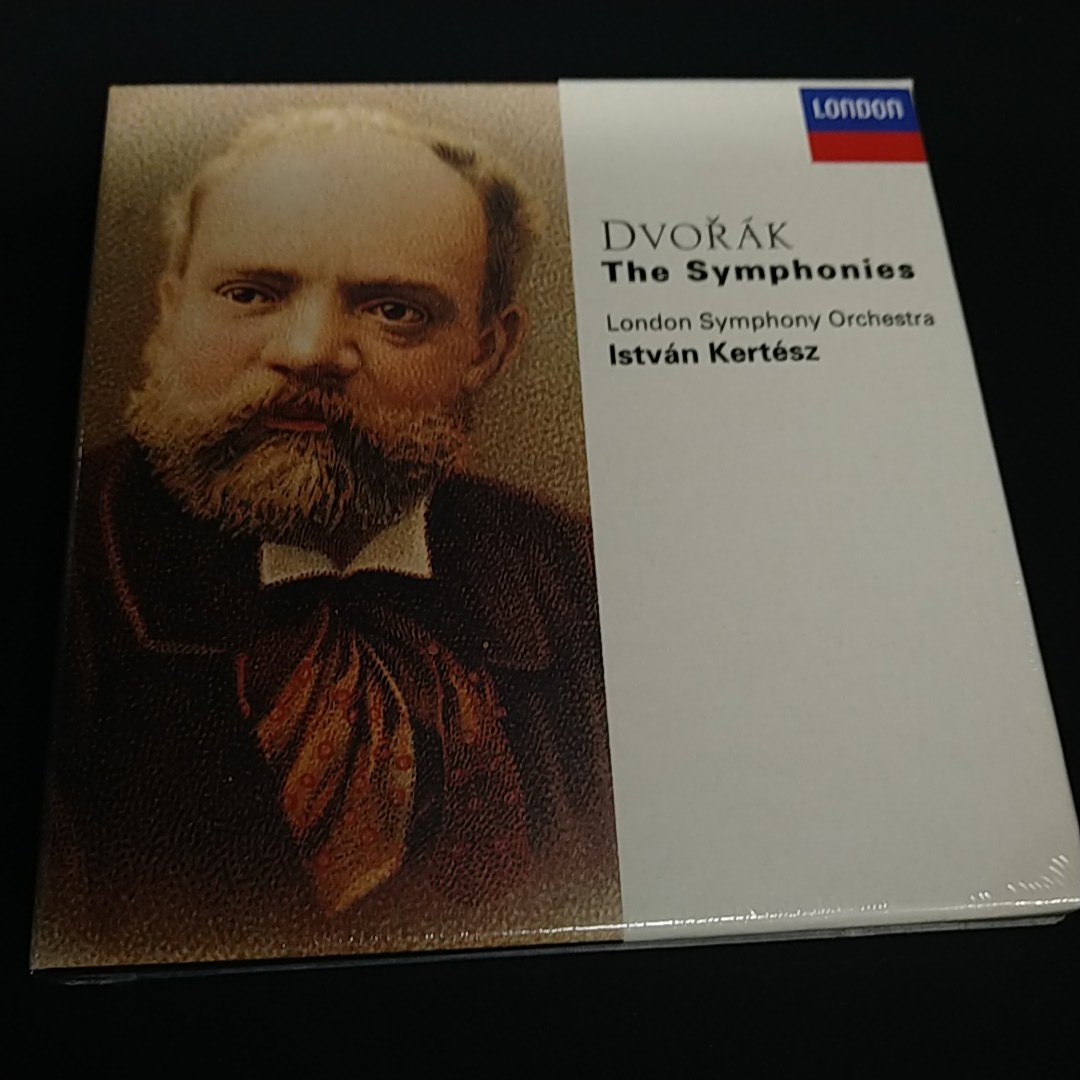 LONDON
DVOŘÁK
The Symphonies
London Symphony Orchestra
István Kertész